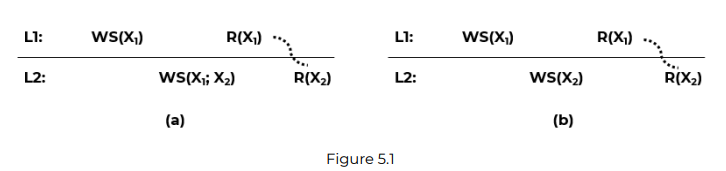 L1: WS(X₁) R(X₁) L1: WS(X₁) R(X₁)
L2: WS(X₁; X₂) R(X₂) L2: WS(X₂) R(X₂)
(a) (b)
Figure 5.1